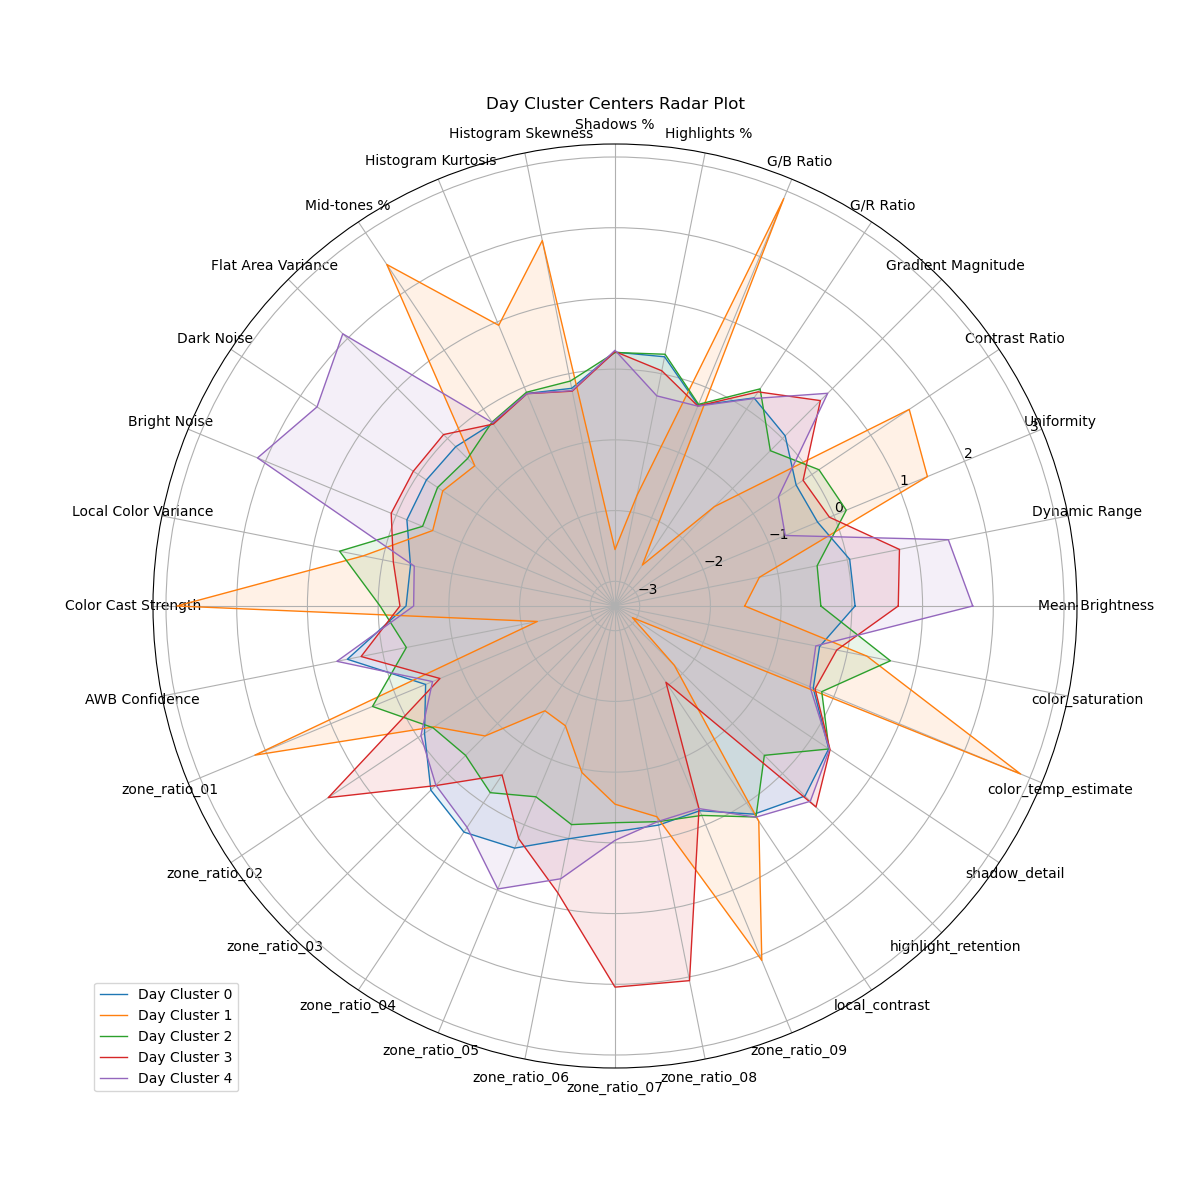 Day Cluster Centers Radar Plot
Shadows %
Histogram Skewness
Highlights %
Histogram Kurtosis
G/B Ratio
Mid-tones %
G/R Ratio
Flat Area Variance
Gradient Magnitude
Dark Noise
Contrast Ratio
Bright Noise
Uniformity
3
2
1
0
−1
−2
−3
Local Color Variance
Dynamic Range
Color Cast Strength
Mean Brightness
AWB Confidence
color_saturation
zone_ratio_01
color_temp_estimate
zone_ratio_02
shadow_detail
zone_ratio_03
highlight_retention
zone_ratio_04
local_contrast
zone_ratio_05
zone_ratio_09
zone_ratio_06
zone_ratio_08
zone_ratio_07
Day Cluster 0
Day Cluster 1
Day Cluster 2
Day Cluster 3
Day Cluster 4